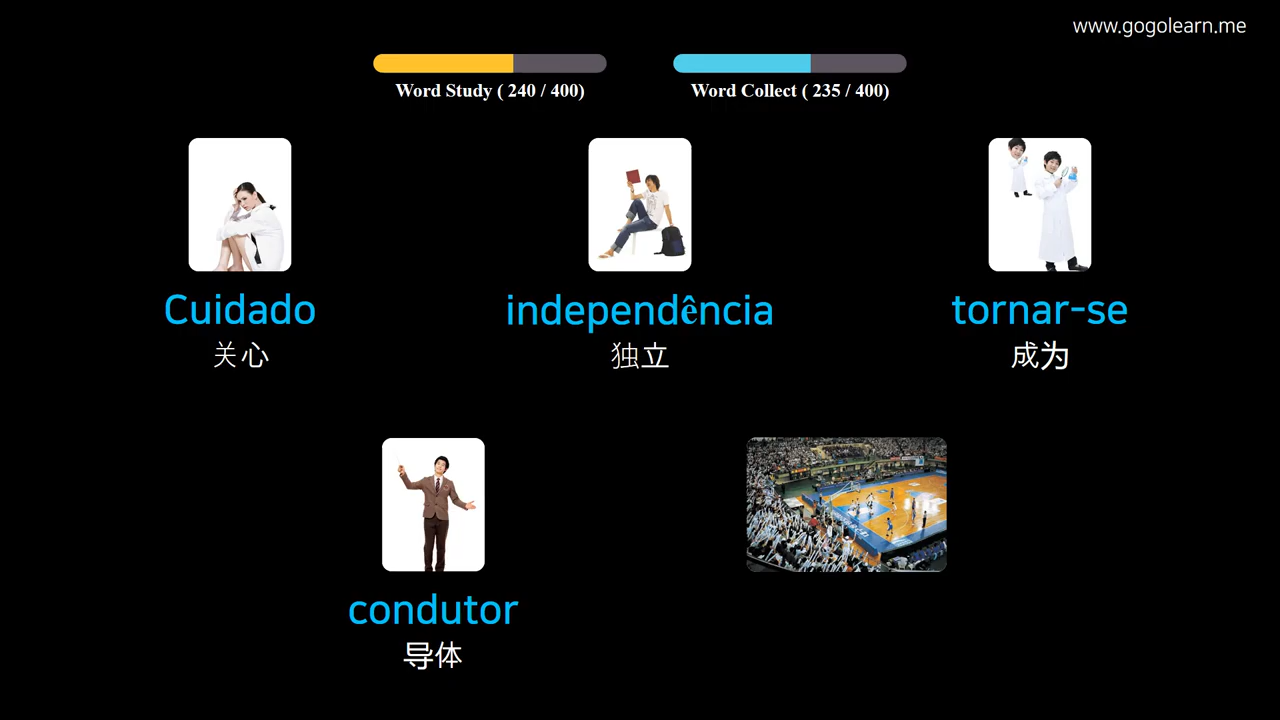 www.gogolearn.me
Word Study ( 240 / 400)
Word Collect ( 235 / 400)
Cuidado
关心
independência
独立
tornar-se
成为
condutor
导体